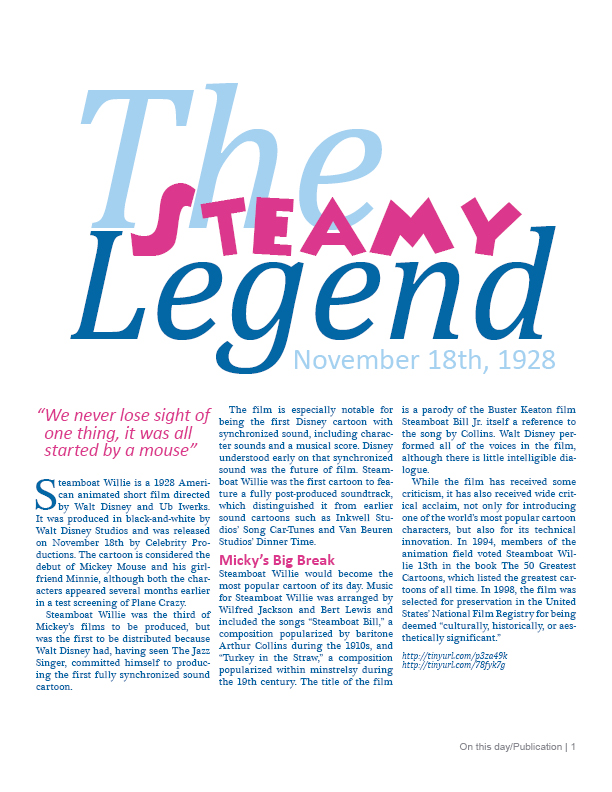 The
STEAMY
Legend
November 18th, 1928
“We never lose sight of
one thing, it was all
started by a mouse”
Steamboat Willie is a 1928 Ameri-
can animated short film directed
by Walt Disney and Ub Iwerks.
It was produced in black-and-white by
Walt Disney Studios and was released
on November 18th by Celebrity Pro-
ductions. The cartoon is considered the
debut of Mickey Mouse and his girl-
friend Minnie, although both the char-
acters appeared several months earlier
in a test screening of Plane Crazy.
Steamboat Willie was the third of
Mickey’s films to be produced, but
was the first to be distributed because
Walt Disney had, having seen The Jazz
Singer, committed himself to produc-
ing the first fully synchronized sound
cartoon.
The film is especially notable for
being the first Disney cartoon with
synchronized sound, including charac-
ter sounds and a musical score. Disney
understood early on that synchronized
sound was the future of film. Steam-
boat Willie was the first cartoon to fea-
ture a fully post-produced soundtrack,
which distinguished it from earlier
sound cartoons such as Inkwell Stu-
dios’ Song Car-Tunes and Van Beuren
Studios’ Dinner Time.
Micky’s Big Break
Steamboat Willie would become the
most popular cartoon of its day. Music
for Steamboat Willie was arranged by
Wilfred Jackson and Bert Lewis and
included the songs “Steamboat Bill,” a
composition popularized by baritone
Arthur Collins during the 1910s, and
“Turkey in the Straw,” a composition
popularized within minstrelsy during
the 19th century. The title of the film
is a parody of the Buster Keaton film
Steamboat Bill Jr. itself a reference to
the song by Collins. Walt Disney per-
formed all of the voices in the film,
although there is little intelligible dia-
logue.
While the film has received some
criticism, it has also received wide crit-
ical acclaim, not only for introducing
one of the world’s most popular cartoon
characters, but also for its technical
innovation. In 1994, members of the
animation field voted Steamboat Wil-
lie 13th in the book The 50 Greatest
Cartoons, which listed the greatest car-
toons of all time. In 1998, the film was
selected for preservation in the United
States’ National Film Registry for being
deemed “culturally, historically, or aes-
thetically significant.”
http://tinyurl.com/p3za49k
http://tinyurl.com/78fyk7g
On this day/Publication | 1